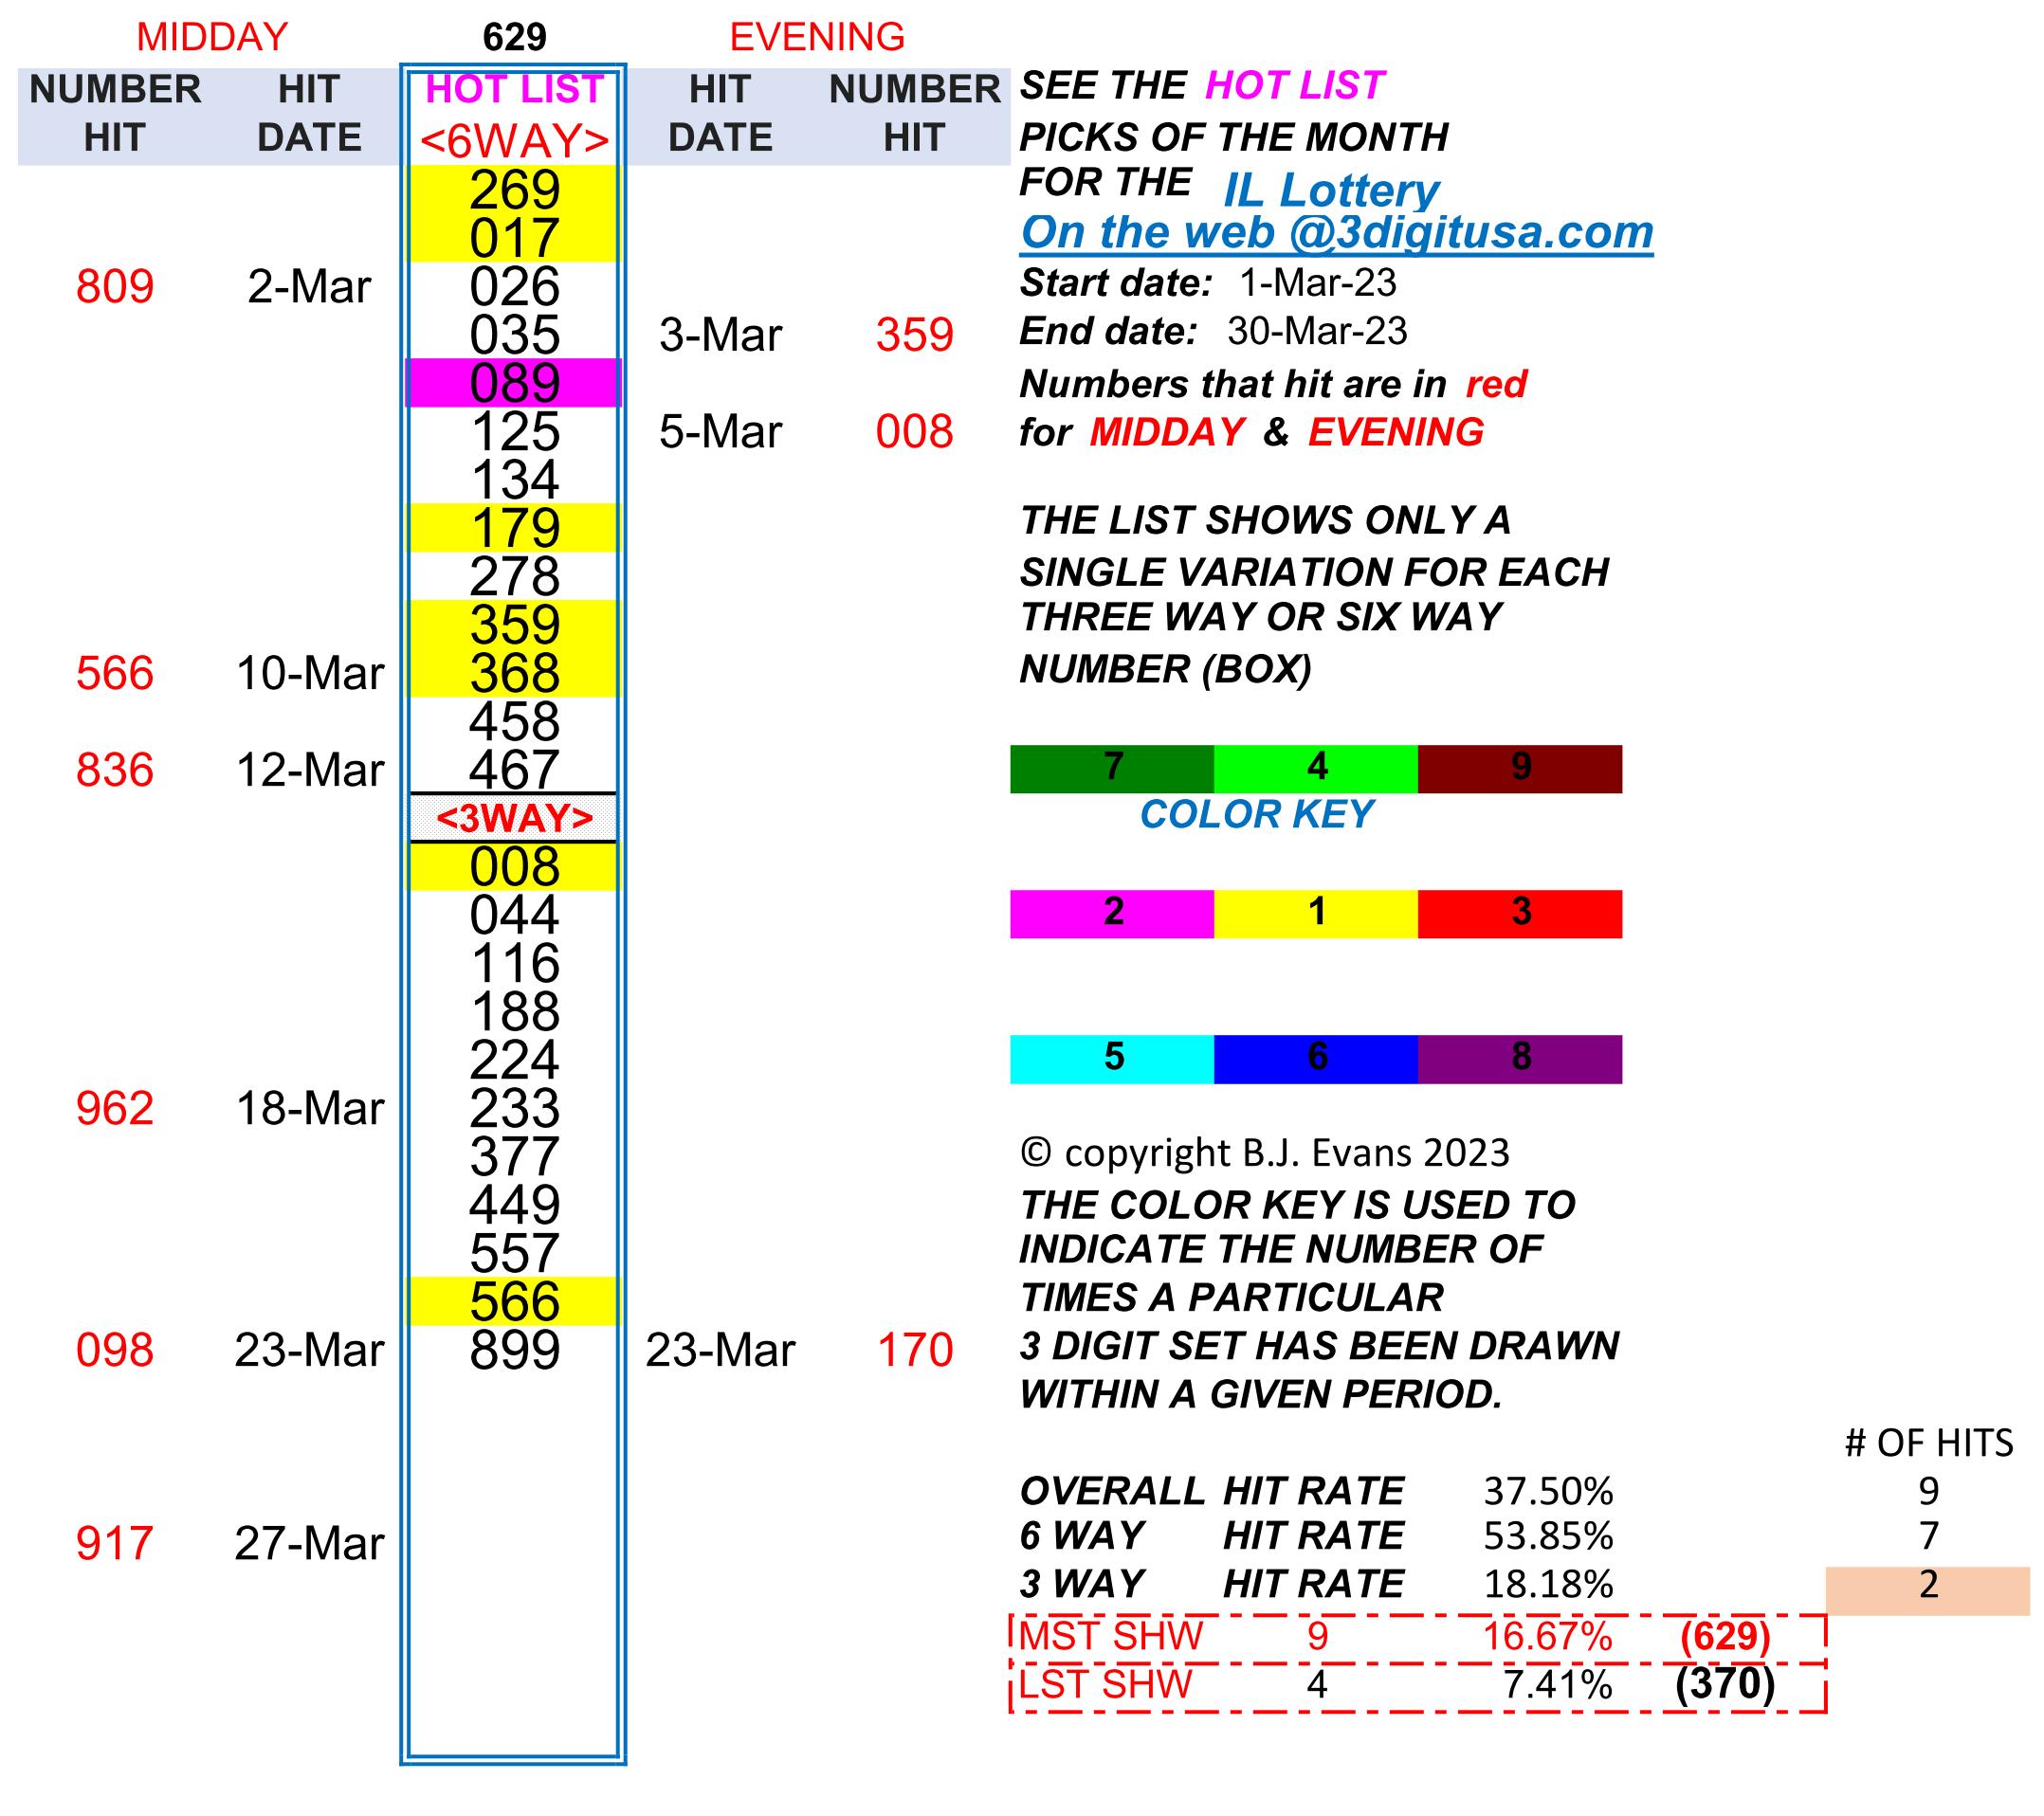 MIDDAY 629 EVENING
NUMBER HIT HOT LIST HIT NUMBER SEE THE HOT LIST
HIT DATE <6WAY> DATE HIT PICKS OF THE MONTH
269 FOR THE IL Lottery
017 On the web @3digitusa.com
809 2-Mar 026 Start date: 1-Mar-23
035 3-Mar 359 End date: 30-Mar-23
089 Numbers that hit are in red
125 5-Mar 008 for MIDDAY & EVENING
134
179 THE LIST SHOWS ONLY A
278 SINGLE VARIATION FOR EACH
359 THREE WAY OR SIX WAY
566 10-Mar 368 NUMBER (BOX)
458
836 12-Mar 467 7 4 9
<3WAY> COLOR KEY
008
044 2 1 3
116
188
224 5 6 8
962 18-Mar 233
377 © copyright B.J. Evans 2023
449 THE COLOR KEY IS USED TO
557 INDICATE THE NUMBER OF
566 TIMES A PARTICULAR
098 23-Mar 899 23-Mar 170 3 DIGIT SET HAS BEEN DRAWN
WITHIN A GIVEN PERIOD.
# OF HITS
OVERALL HIT RATE 37.50% 9
917 27-Mar 6 WAY HIT RATE 53.85% 7
3 WAY HIT RATE 18.18% 2
MST SHW 9 16.67% (629)
LST SHW 4 7.41% (370)